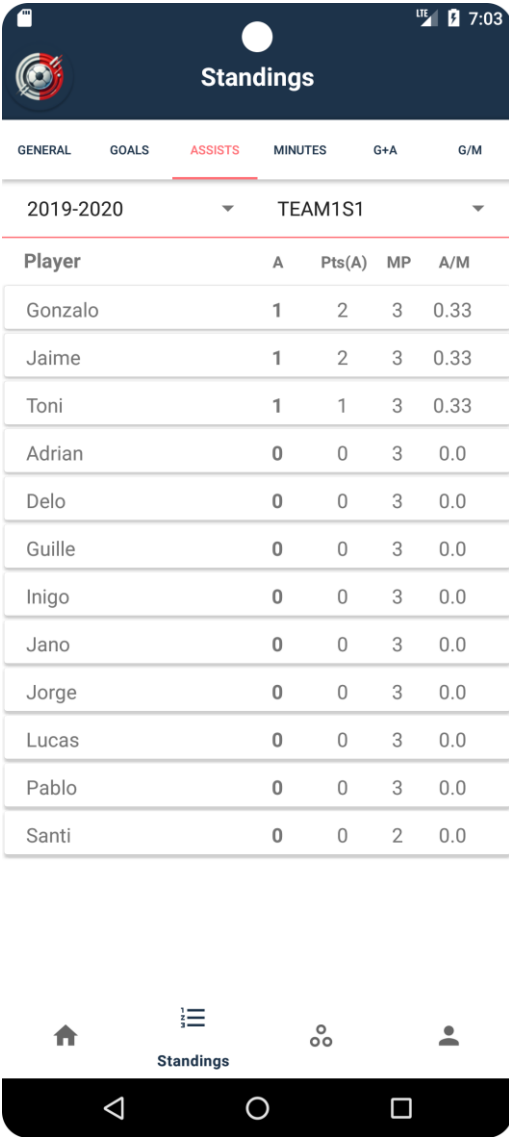 LTE 7:03
Standings
GENERAL GOALS ASSISTS MINUTES G+A G/M
2019-2020 TEAM1S1
Player A Pts(A) MP A/M
Gonzalo 1 2 3 0.33
Jaime 1 2 3 0.33
Toni 1 1 3 0.33
Adrian 0 0 3 0.0
Delo 0 0 3 0.0
Guille 0 0 3 0.0
Inigo 0 0 3 0.0
Jano 0 0 3 0.0
Jorge 0 0 3 0.0
Lucas 0 0 3 0.0
Pablo 0 0 3 0.0
Santi 0 0 2 0.0
Standings